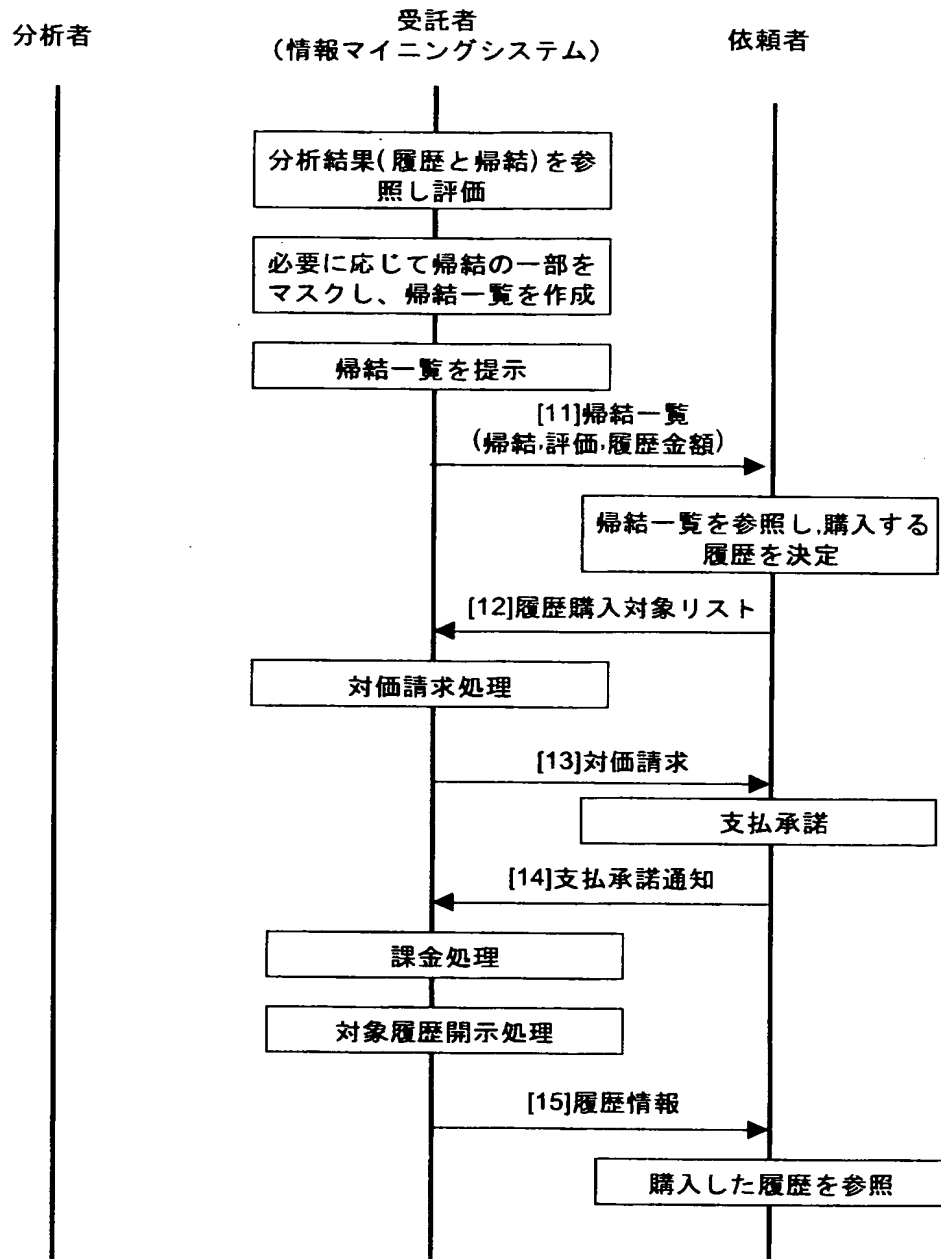 分析者
受託者
(情報マイニングシステム)
依頼者
分析結果(履歴と帰結)を参
照し評価
必要に応じて帰結の一部を
マスクし、帰結一覧を作成
帰結一覧を提示
[11]帰結一覧
(帰結,評価,履歴金額)
帰結一覧を参照し,購入する
履歴を決定
[12]履歴購入対象リスト
対価請求処理
[13]対価請求
支払承諾
[14]支払承諾通知
課金処理
対象履歴開示処理
[15]履歴情報
購入した履歴を参照